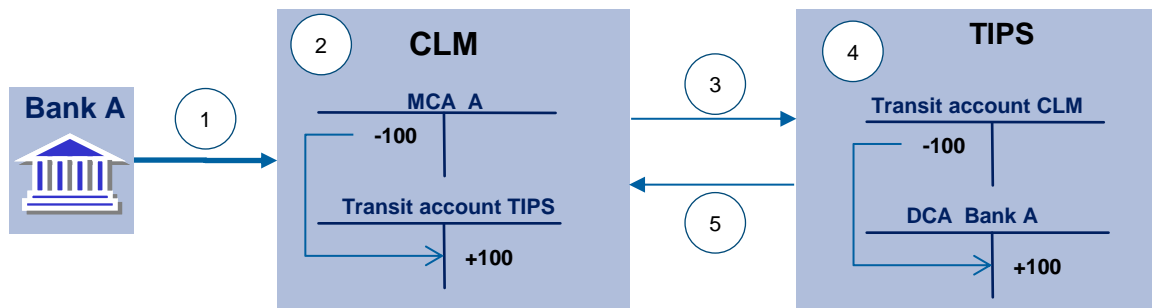 Bank A
1
2
CLM
MCA A
-100
Transit account TIPS
+100
3
5
4
TIPS
Transit account CLM
-100
DCA Bank A
+100